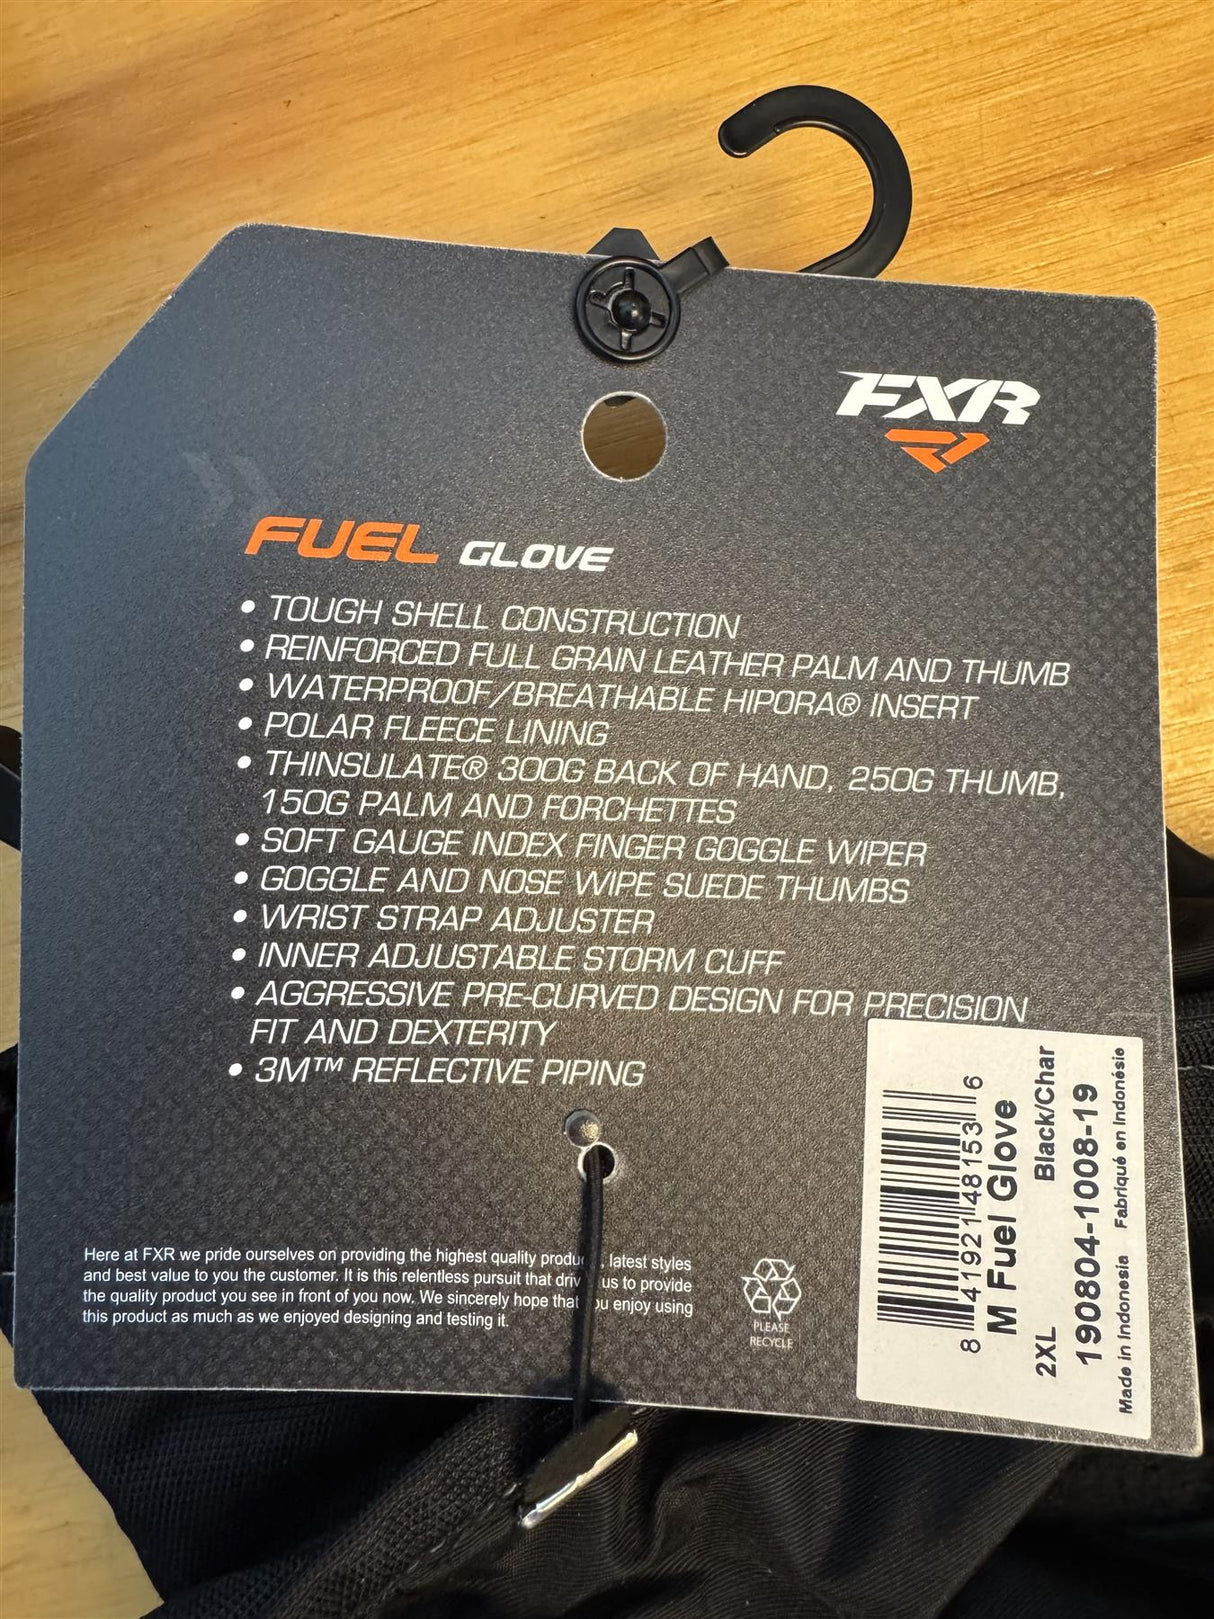 FXR
FUEL GLOVE
• TOUGH SHELL CONSTRUCTION
• REINFORCED FULL GRAIN LEATHER PALM AND THUMB
• WATERPROOF/BREATHABLE HIPORA® INSERT
• POLAR FLEECE LINING
• THINSULATE® 300G BACK OF HAND, 250G THUMB,
150G PALM AND FORCHETTES
• SOFT GAUGE INDEX FINGER GOGGLE WIPER
• GOGGLE AND NOSE WIPE SUEDE THUMBS
• WRIST STRAP ADJUSTER
• INNER ADJUSTABLE STORM CUFF
• AGGRESSIVE PRE-CURVED DESIGN FOR PRECISION
FIT AND DEXTERITY
• 3M™ REFLECTIVE PIPING
Here at FXR we pride ourselves on providing the highest quality latest styles
and best value to you the customer. It is this relentless pursuit that us to provide
the quality product you see in front of you now. We sincerely hope that enjoy using
this product as much as we enjoyed designing and testing it.
PLEASE
RECYCLE
8 41921 48153 6
M Fuel Glove
2XL Black/Char
190804-1008-19
Made in Indonesia Fabriqué en Indonésie